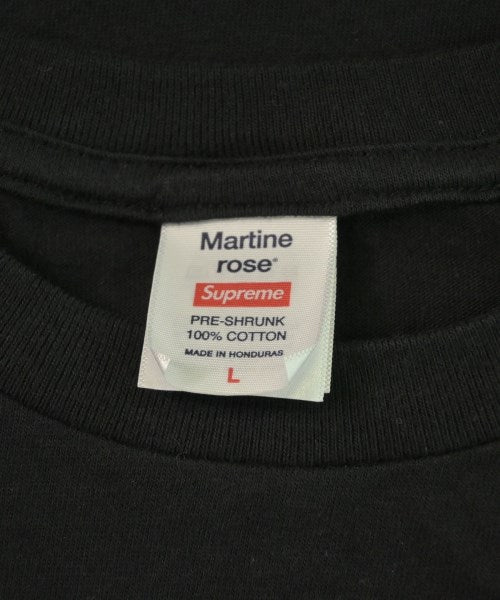 Martine
rose®
Supreme
PRE-SHRUNK
100% COTTON
MADE IN HONDURAS
L